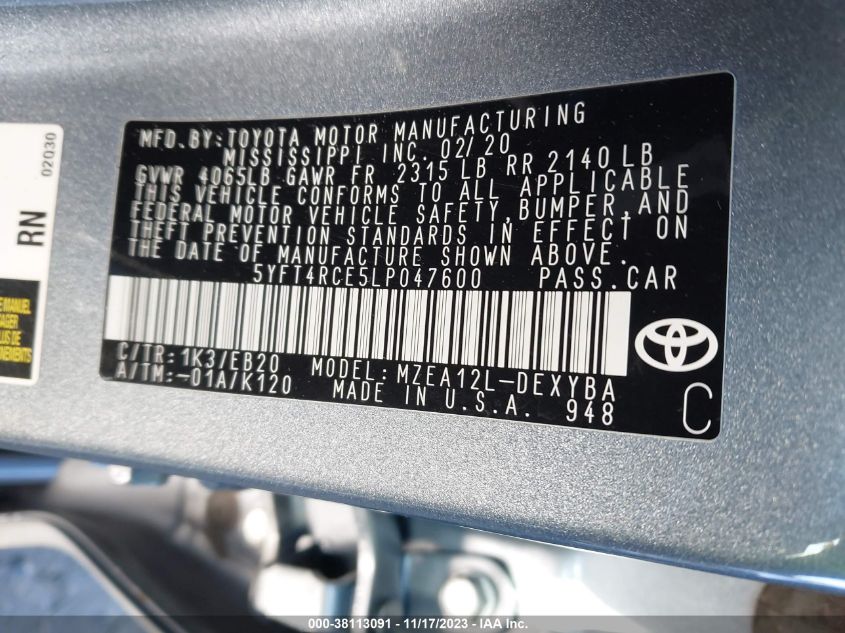 MFD.BY:TOYOTA MOTOR MANUFACTURING
MISSISSIPPI INC. 02/20
GVWR 4065LB GAWR FR 2315 LB RR 2140LB
THIS VEHICLE CONFORMS TO ALL APPLICABLE
FEDERAL MOTOR VEHICLE SAFETY,BUMPER,AND
THEFT PREVENTION STANDARDS IN EFFECT ON
THE DATE OF MANUFACTURE SHOWN ABOVE.
5YFT4RCE5LP047600 PASS.CAR
C/TR:1K3/EB20 MODEL:MZEA12L-DEXYBA
A/TM:-01A/K120 MADE IN U.S.A. 948
C
02030
RN
000-38113091 - 11/17/2023 - IAAI Inc.